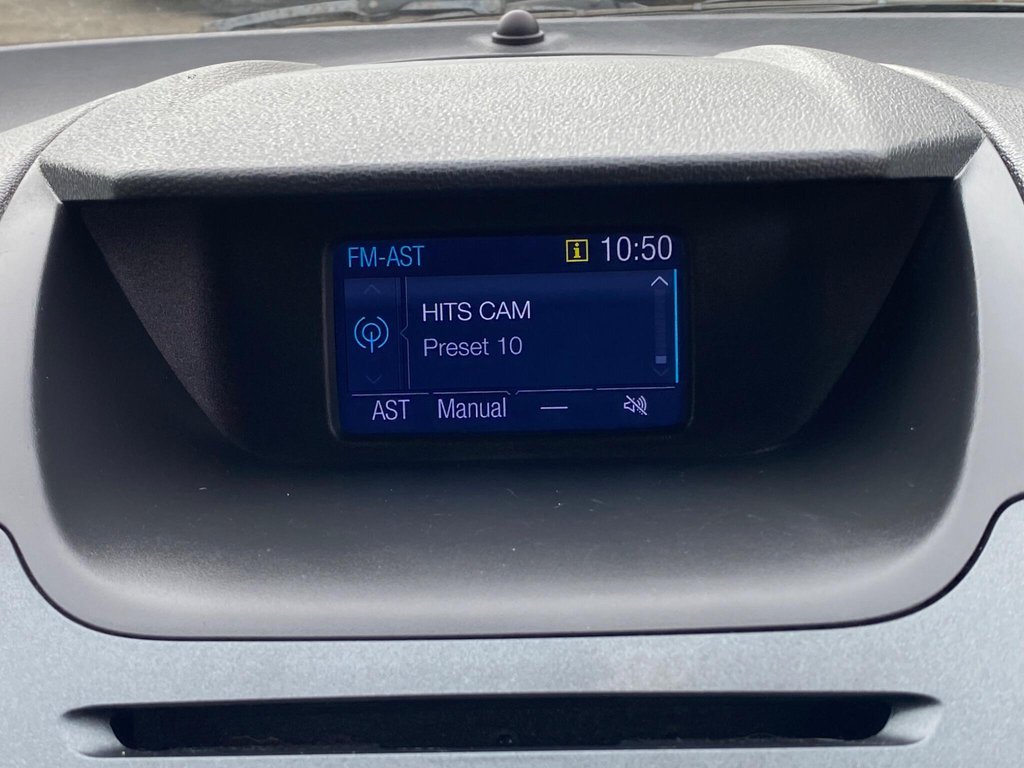 FM-AST i 10:50
HITS CAM
Preset 10
AST Manual —